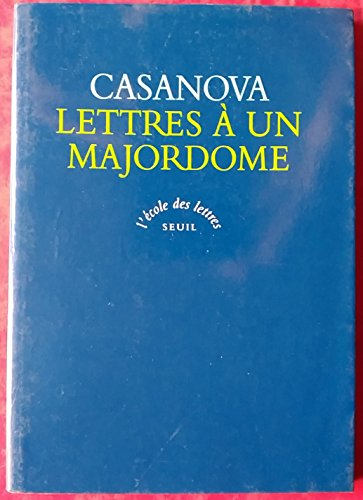 CASANOVA
LETTRES À UN
MAJORDOME
l'école des lettres
SEUIL